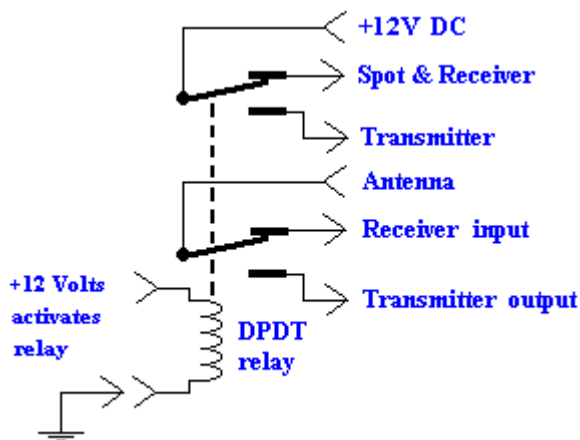 +12V DC
Spot & Receiver
Transmitter
Antenna
Receiver input
+12 Volts
activates
relay
Transmitter output
DPDT
relay